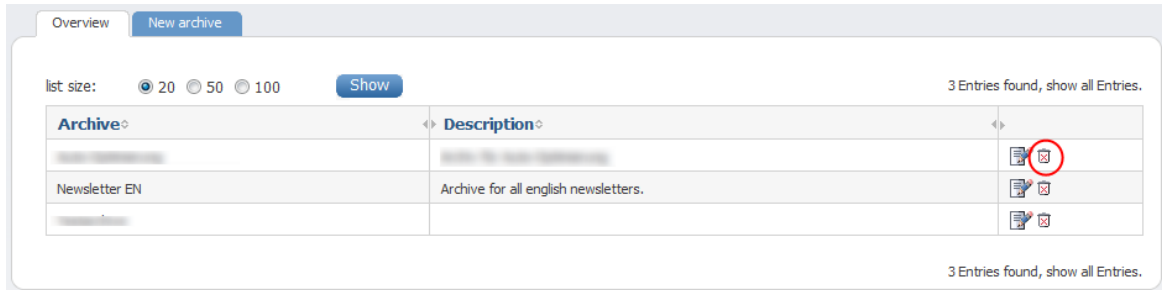 Overview New archive
list size: 20 50 100 Show 3 Entries found, show all Entries.
Archive Description
Newsletter EN Archive for all english newsletters.
3 Entries found, show all Entries.